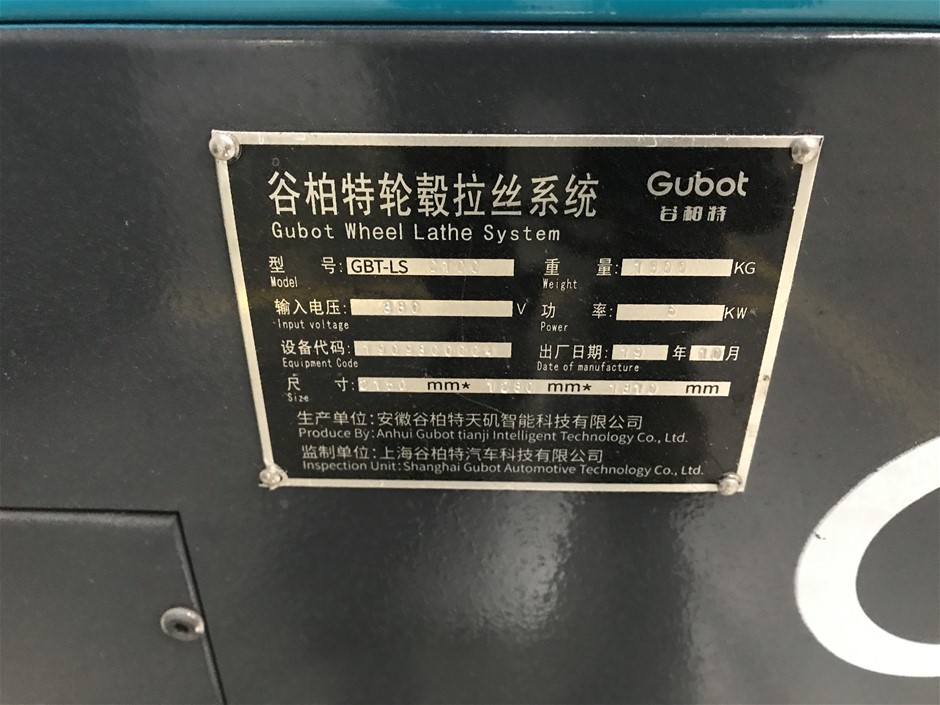 谷柏特轮毂拉丝系统
Gubot Wheel Lathe System
Gubot
谷柏特
型 号: GBT-LS
Model
重 量: KG
Weight
输入电压: 380 V
Input voltage
功 率: KW
Power
设备代码:
Equipment Code
出厂日期: 19 年 10 月
Date of manufacture
尺 寸: mm* mm* mm
Size
生产单位:安徽谷柏特天矶智能科技有限公司
Produce By:Anhui Gubot tianji Intelligent Technology Co., Ltd.
监制单位:上海谷柏特汽车科技有限公司
Inspection Unit:Shanghai Gubot Automotive Technology Co., Ltd.